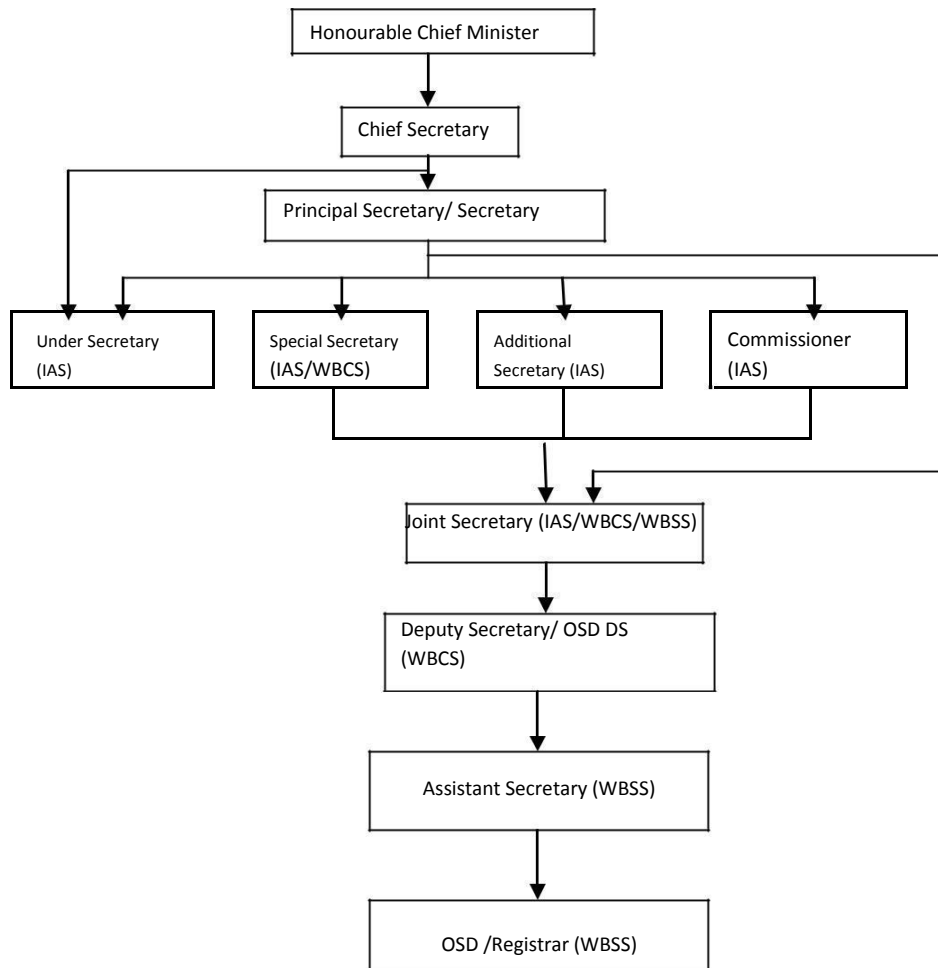 Honourable Chief Minister
Chief Secretary
Principal Secretary/ Secretary
Under Secretary
(IAS)
Special Secretary
(IAS/WBCS)
Additional
Secretary (IAS)
Commissioner
(IAS)
Joint Secretary (IAS/WBCS/WBSS)
Deputy Secretary/ OSD DS
(WBCS)
Assistant Secretary (WBSS)
OSD /Registrar (WBSS)